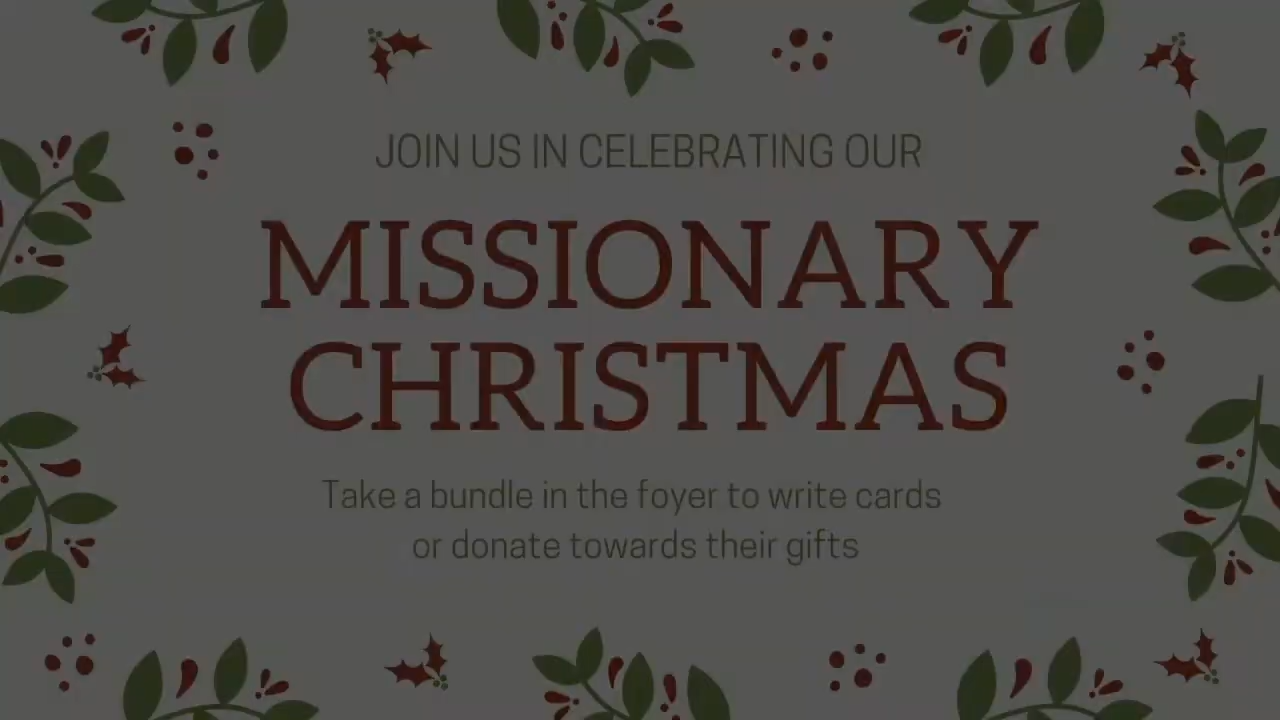 JOIN US IN CELEBRATING OUR
MISSIONARY
CHRISTMAS
Take a bundle in the foyer to write cards
or donate towards their gifts